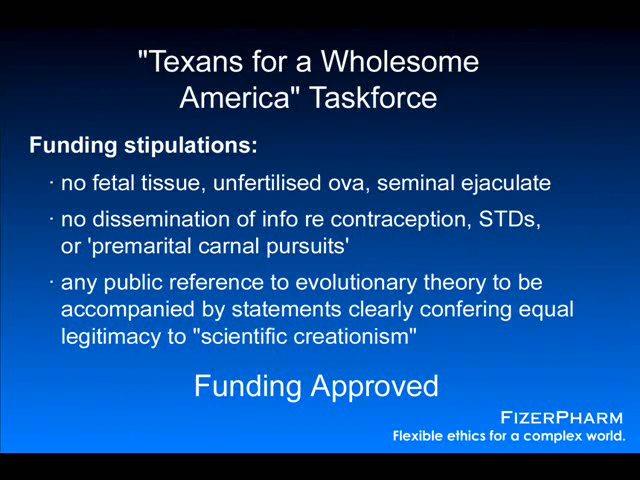 "Texans for a Wholesome
America" Taskforce
Funding stipulations:
· no fetal tissue, unfertilised ova, seminal ejaculate
· no dissemination of info re contraception, STDs,
or 'premarital carnal pursuits'
· any public reference to evolutionary theory to be
accompanied by statements clearly confering equal
legitimacy to "scientific creationism"
Funding Approved
FIZERPHARM
Flexible ethics for a complex world.